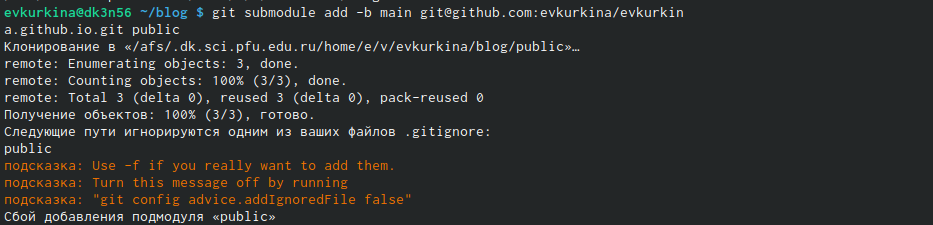 evkurkina@dk3n56 ~/blog $ git submodule add -b main git@github.com:evkurkina/evkurkin
a.github.io.git public
Клонирование в «/afs/.dk.sci.pfu.edu.ru/home/e/v/evkurkina/blog/public»…
remote: Enumerating objects: 3, done.
remote: Counting objects: 100% (3/3), done.
remote: Total 3 (delta 0), reused 3 (delta 0), pack-reused 0
Получение объектов: 100% (3/3), готово.
Следующие пути игнорируются одним из ваших файлов .gitignore:
public
подсказка: Use -f if you really want to add them.
подсказка: Turn this message off by running
подсказка: "git config advice.addIgnoredFile false"
Сбой добавления подмодуля «public»